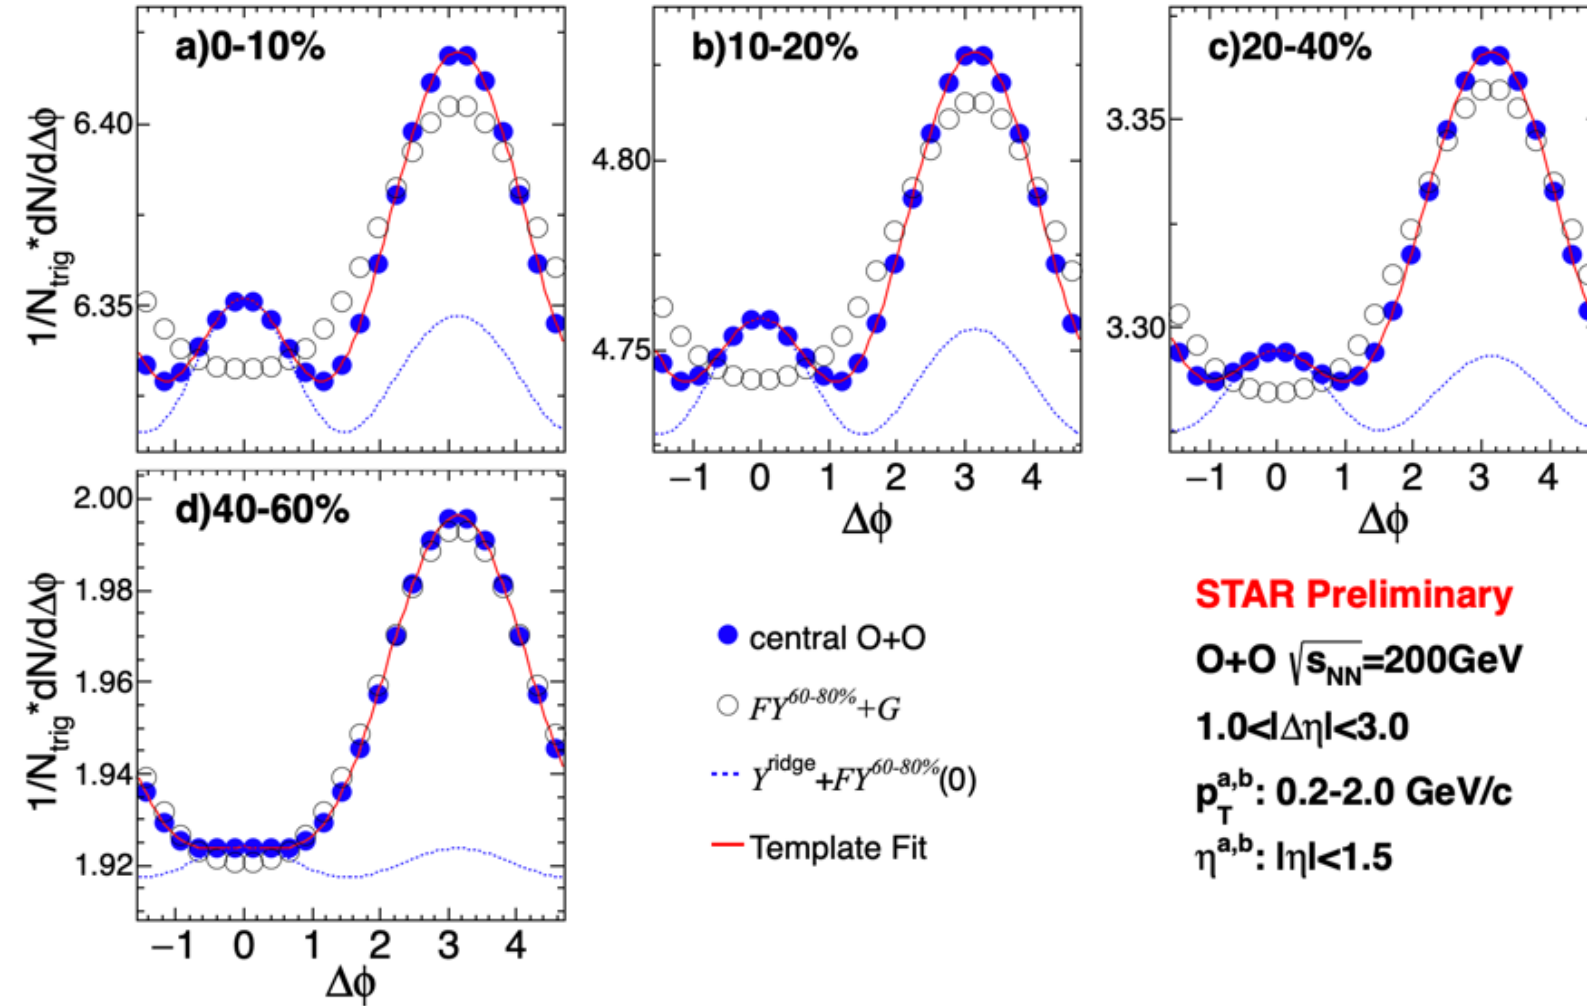 a)0-10%
b)10-20%
c)20-40%
1/N_trig*dN/dΔϕ
6.40
6.35
4.80
4.75
3.35
3.30
−1 0 1 2 3 4
Δϕ
−1 0 1 2 3 4
Δϕ
d)40-60%
1/N_trig*dN/dΔϕ
2.00
1.98
1.96
1.94
1.92
−1 0 1 2 3 4
Δϕ
central O+O
FY^60-80%+G
Y^ridge+FY^60-80%(0)
Template Fit
STAR Preliminary
O+O √s_NN=200GeV
1.0<|Δη|<3.0
p_T^a,b: 0.2-2.0 GeV/c
η^a,b: |η|<1.5